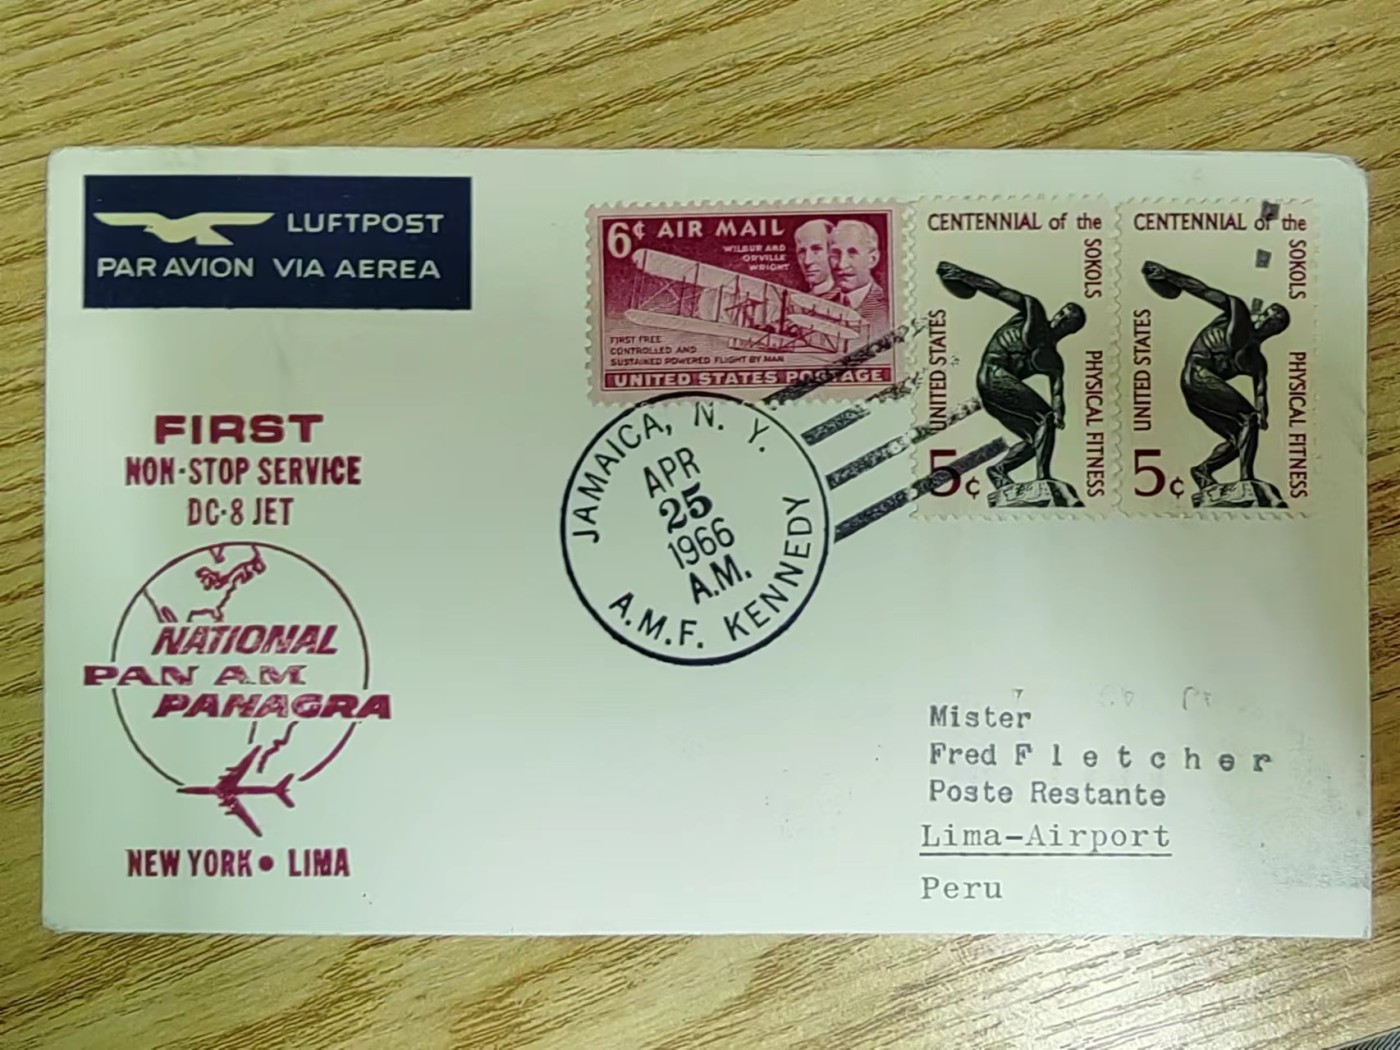 LUFTPOST
PAR AVION VIA AEREA
6¢ AIR MAIL
WILBUR AND
ORVILLE
WRIGHT
FIRST FREE
CONTROLLED AND
SUSTAINED POWERED FLIGHT BY MAN
UNITED STATES POSTAGE
CENTENNIAL of the
SOKOLS
UNITED STATES
PHYSICAL FITNESS
5¢
CENTENNIAL of the
SOKOLS
UNITED STATES
PHYSICAL FITNESS
5¢
FIRST
NON-STOP SERVICE
DC-8 JET
NATIONAL
PAN AM
PANAGRA
NEW YORK • LIMA
JAMAICA, N. Y.
APR
25
1966
A.M.
A.M.F. KENNEDY
Mister
Fred Fletcher
Poste Restante
Lima-Airport
Peru